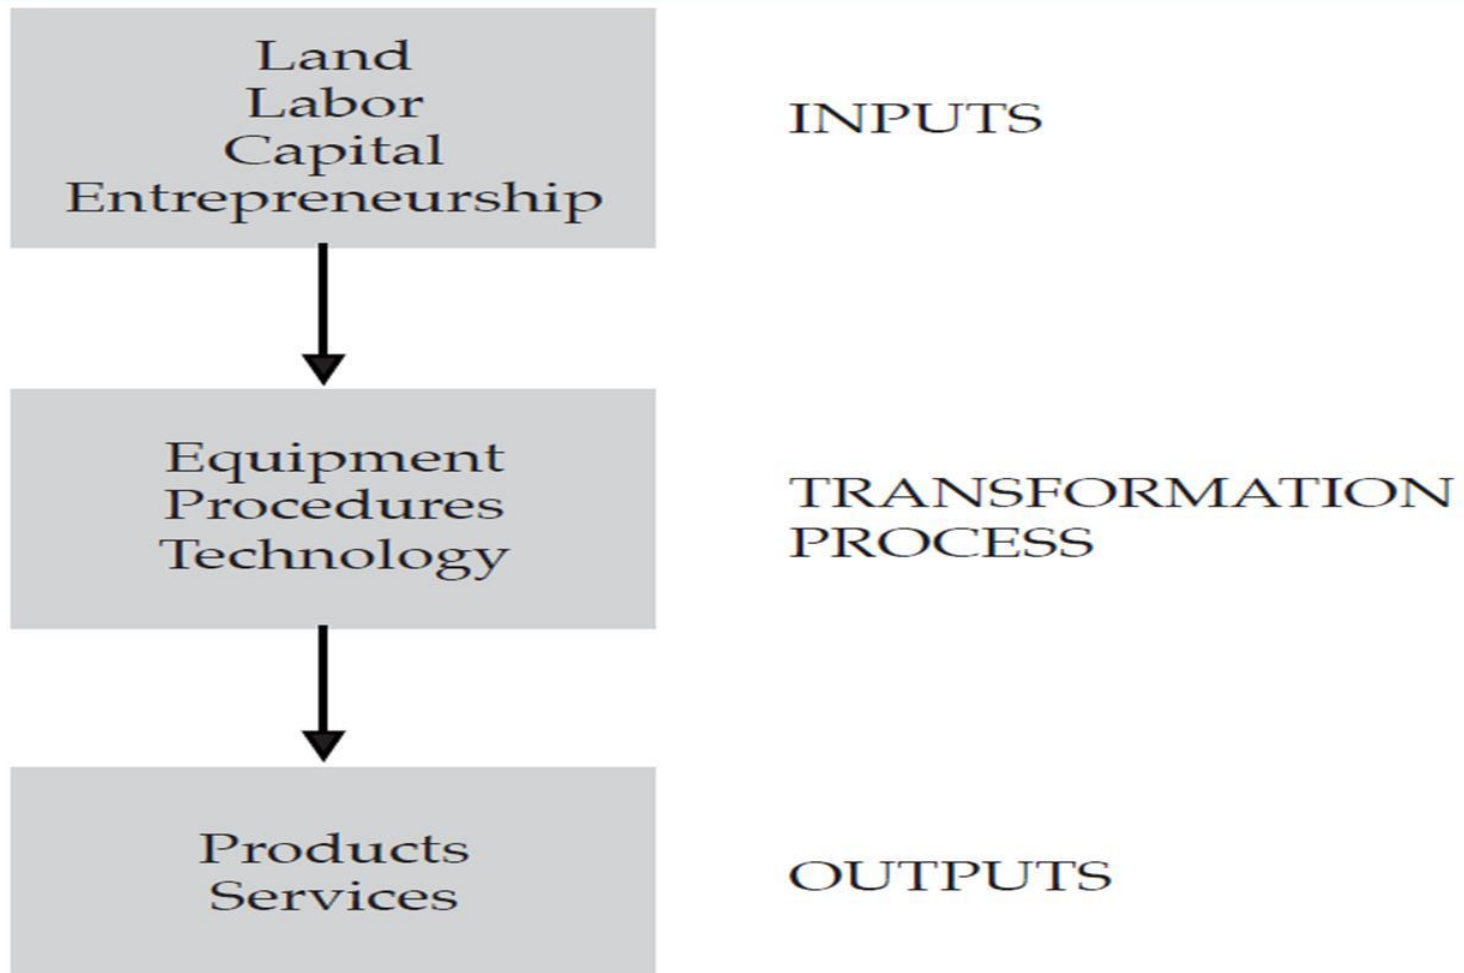 Land
Labor
Capital
Entrepreneurship
INPUTS
Equipment
Procedures
Technology
TRANSFORMATION
PROCESS
Products
Services
OUTPUTS